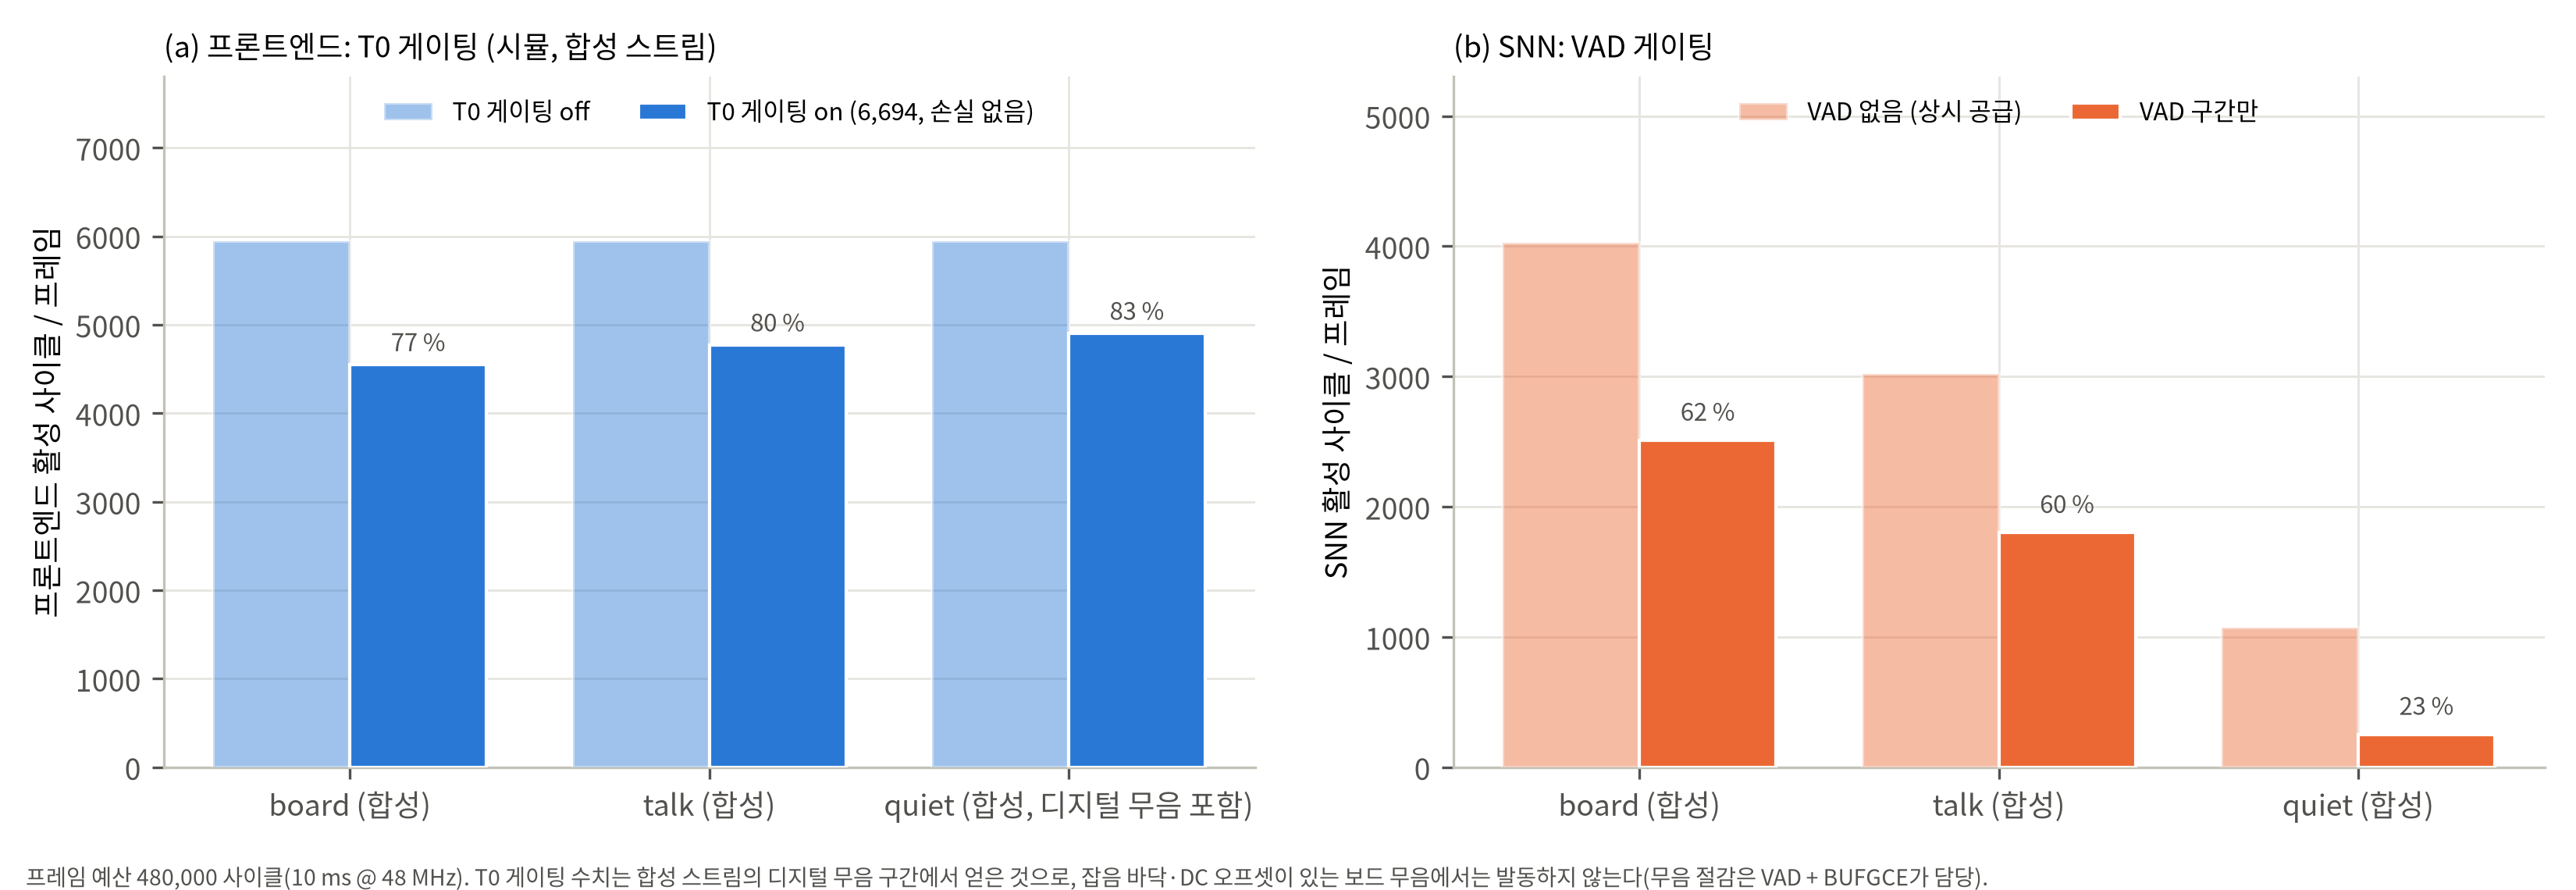 (a) 프론트엔드: T0 게이팅 (시뮬, 합성 스트림)
T0 게이팅 off
T0 게이팅 on (6,694, 손실 없음)
프론트엔드 활성 사이클 / 프레임
7000
6000
5000
4000
3000
2000
1000
0
77 %
80 %
83 %
board (합성)
talk (합성)
quiet (합성, 디지털 무음 포함)
(b) SNN: VAD 게이팅
VAD 없음 (상시 공급)
VAD 구간만
SNN 활성 사이클 / 프레임
5000
4000
3000
2000
1000
0
62 %
60 %
23 %
board (합성)
talk (합성)
quiet (합성)
프레임 예산 480,000 사이클(10 ms @ 48 MHz). T0 게이팅 수치는 합성 스트림의 디지털 무음 구간에서 얻은 것으로, 잡음 바닥·DC 오프셋이 있는 보드 무음에서는 발동하지 않는다(무음 절감은 VAD + BUFGCE가 담당).